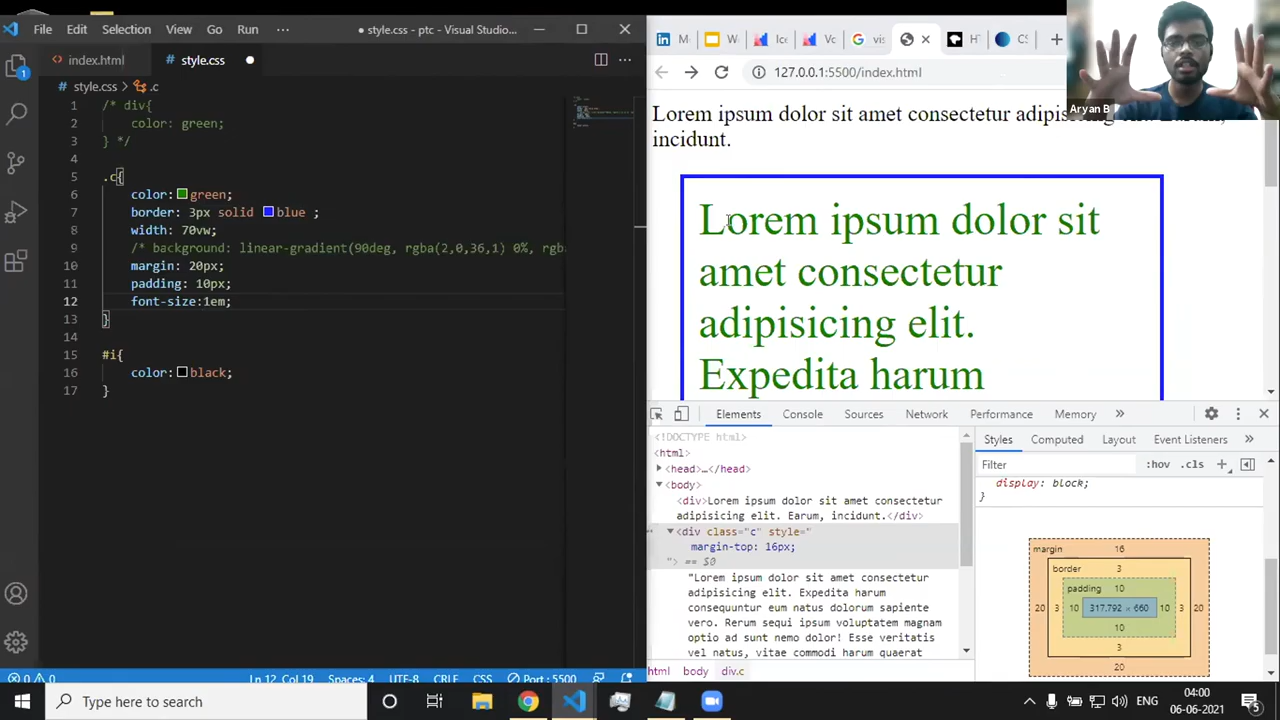 File Edit Selection View Go Run ···
● style.css - ptc - Visual Studio...
index.html
style.css ●
style.css > .c
1 /* div{
2 color: green;
3 } */
4
5 .c{
6 color: green;
7 border: 3px solid blue ;
8 width: 70vw;
9 /* background: linear-gradient(90deg, rgba(2,0,36,1) 0%, rgb
10 margin: 20px;
11 padding: 10px;
12 font-size:1em;
13 }
14
15 #i{
16 color: black;
17 }
0 0 Ln 12, Col 19 Spaces: 4 UTF-8 CRLF CSS Port : 5500
127.0.0.1:5500/index.html
Aryan B
Lorem ipsum dolor sit amet consectetur
incidunt.
Lorem ipsum dolor sit
amet consectetur
adipisicing elit.
Expedita harum
Elements Console Sources Network Performance Memory »
<!DOCTYPE html>
<html>
<head>…</head>
<body>
<div>Lorem ipsum dolor sit amet consectetur
adipisicing elit. Earum, incidunt.</div>
<div class="c" style="
margin-top: 16px;
"> == $0
"Lorem ipsum dolor sit amet consectetur
adipisicing elit. Expedita harum
consequuntur eum natus dolorum sapiente
vero. Rerum sequi ipsum voluptatem magnam
optio ad sunt nemo dolor! Esse veritatis
vel natus, vitae commodi harum quaerat
html body div.c
Styles Computed Layout Event Listeners »
Filter :hov .cls +
display: block;
}
margin 16
border 3
padding 10
20 3 10 317.792 × 660 10 3 20
10
3
20
Type here to search
ENG
04:00
06-06-2021
5